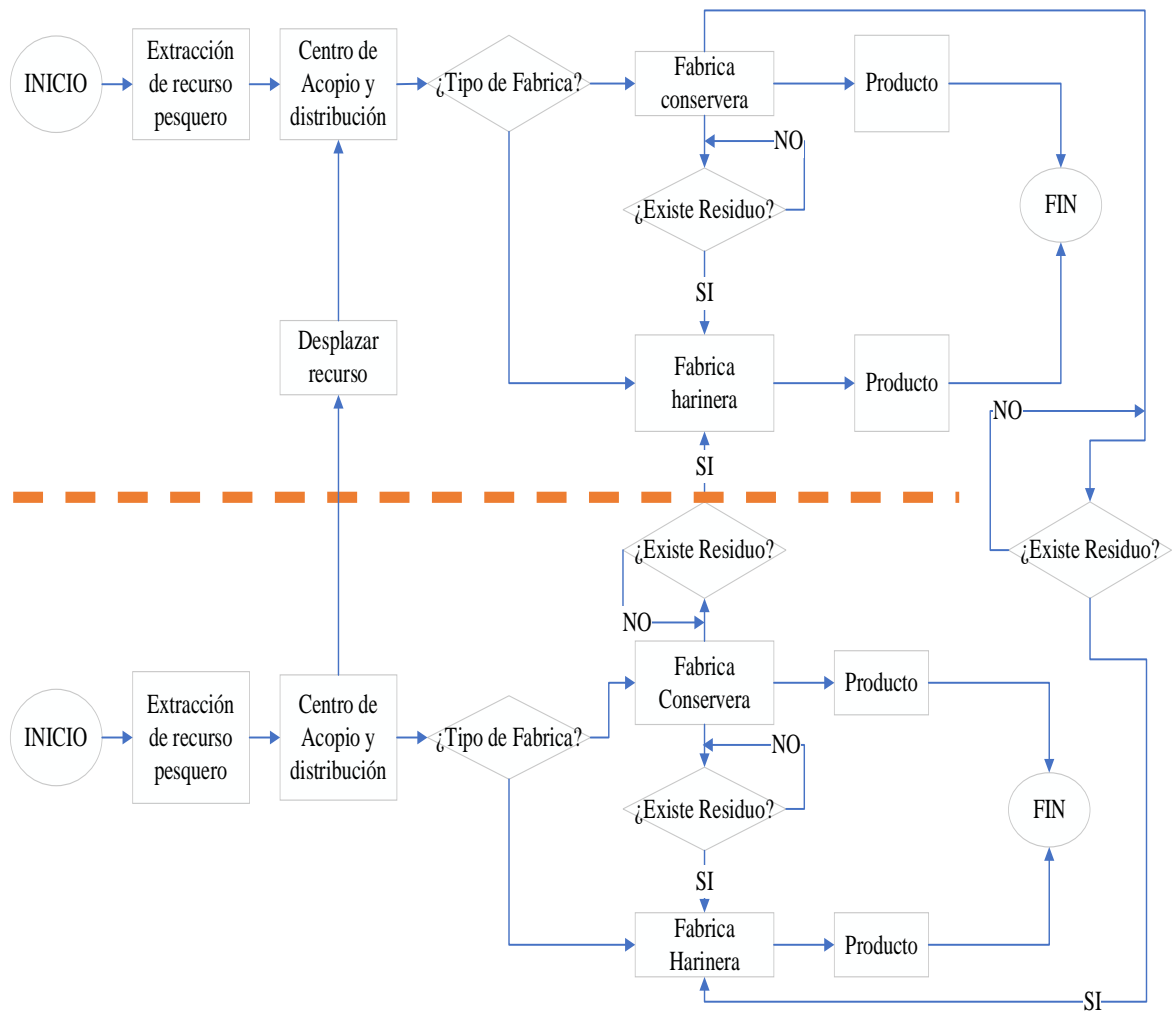 INICIO
Extracción
de recurso
pesquero
Centro de
Acopio y
distribución
¿Tipo de Fabrica?
Fabrica
conservera
Producto
NO
¿Existe Residuo?
FIN
SI
Desplazar
recurso
Fabrica
harinera
Producto
NO
SI
¿Existe Residuo?
¿Existe Residuo?
NO
Fabrica
Conservera
Producto
INICIO
Extracción
de recurso
pesquero
Centro de
Acopio y
distribución
¿Tipo de Fabrica?
NO
¿Existe Residuo?
FIN
SI
Fabrica
Harinera
Producto
SI